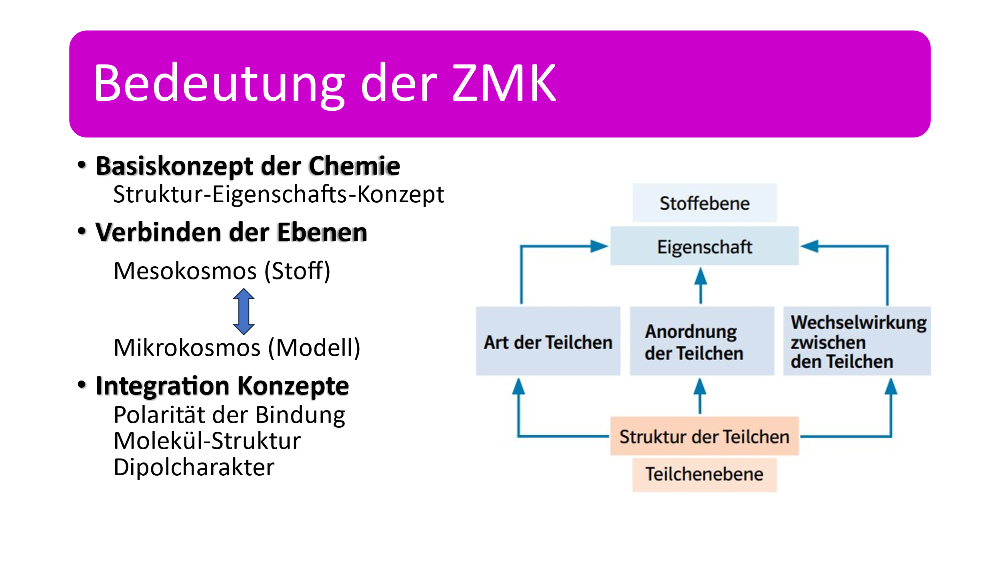 Bedeutung der ZMK
• Basiskonzept der Chemie
Struktur-Eigenschafts-Konzept
• Verbinden der Ebenen
Mesokosmos (Stoff)
Mikrokosmos (Modell)
• Integration Konzepte
Polarität der Bindung
Molekül-Struktur
Dipolcharakter
Stoffebene
Eigenschaft
Art der Teilchen
Anordnung
der Teilchen
Wechselwirkung
zwischen
den Teilchen
Struktur der Teilchen
Teilchenebene